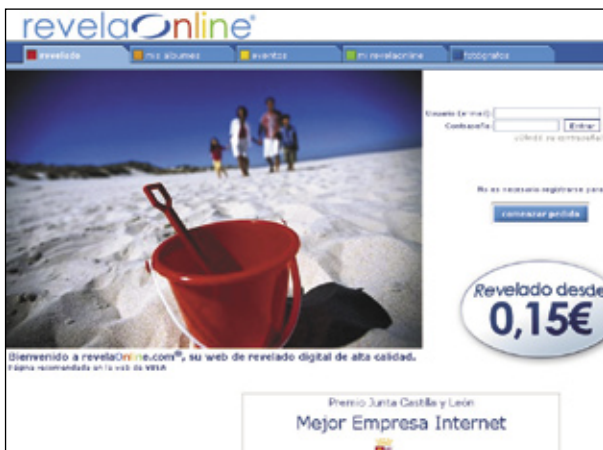 revelaOnline®
revelado mis albumes eventos mi revelaonline fotógrafos
Usuario (e-mail):
Contraseña: Entrar
¿Olvidó su contraseña?
No es necesario registrarse para
comenzar pedido
Revelado desde
0,15€
Bienvenido a revelaOnline.com®, su web de revelado digital de alta calidad.
Página recomendada en la web de
Premio Junta Castilla y León
Mejor Empresa Internet